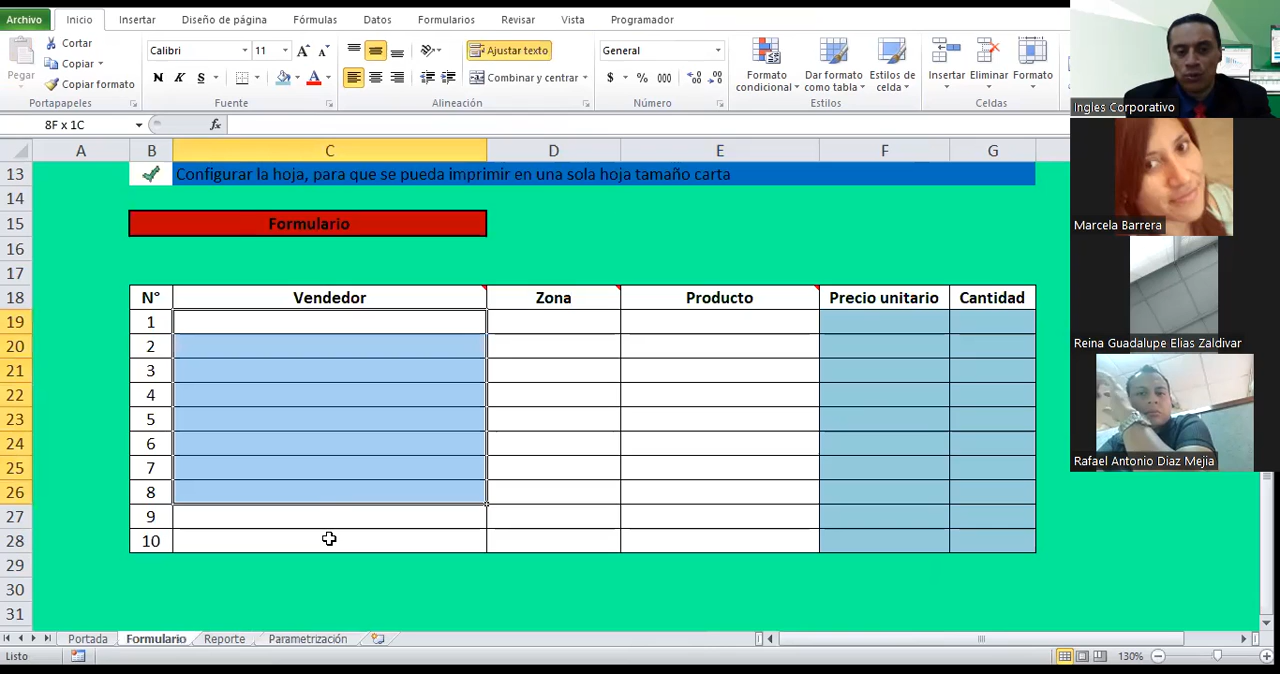 Archivo Inicio Insertar Diseño de página Fórmulas Datos Formularios Revisar Vista Programador
Pegar
Cortar
Copiar
Copiar formato
Portapapeles
Calibri 11
N K S
Fuente
Ajustar texto
Combinar y centrar
Alineación
General
$ % 000
Número
Formato condicional
Dar formato como tabla
Estilos de celda
Estilos
Insertar Eliminar Formato
Celdas
8F x 1C fx
A B C D E F G
13 Configurar la hoja, para que se pueda imprimir en una sola hoja tamaño carta
14
15 Formulario
16
17
18 N° Vendedor Zona Producto Precio unitario Cantidad
19 1
20 2
21 3
22 4
23 5
24 6
25 7
26 8
27 9
28 10
29
30
31
Portada Formulario Reporte Parametrización
Listo 130%
Ingles Corporativo
Marcela Barrera
Reina Guadalupe Elias Zaldivar
Rafael Antonio Diaz Mejia